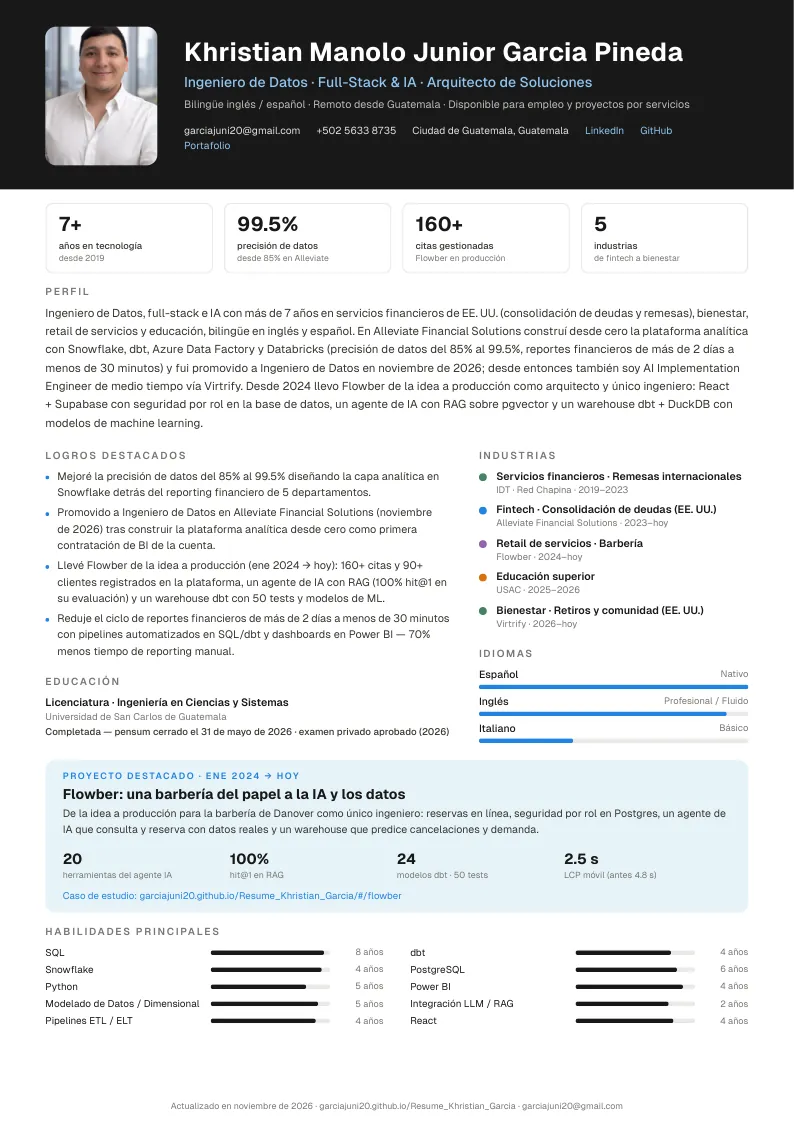 Khristian Manolo Junior Garcia Pineda
Ingeniero de Datos · Full-Stack & IA · Arquitecto de Soluciones
Bilingüe inglés / español · Remoto desde Guatemala · Disponible para empleo y proyectos por servicios
garciajuni20@gmail.com +502 5633 8735 Ciudad de Guatemala, Guatemala LinkedIn GitHub
Portafolio
7+
años en tecnología
desde 2019
99.5%
precisión de datos
desde 85% en Alleviate
160+
citas gestionadas
Flowber en producción
5
industrias
de fintech a bienestar
PERFIL
Ingeniero de Datos, full-stack e IA con más de 7 años en servicios financieros de EE. UU. (consolidación de deudas y remesas), bienestar,
retail de servicios y educación, bilingüe en inglés y español. En Alleviate Financial Solutions construí desde cero la plataforma analítica
con Snowflake, dbt, Azure Data Factory y Databricks (precisión de datos del 85% al 99.5%, reportes financieros de más de 2 días a
menos de 30 minutos) y fui promovido a Ingeniero de Datos en noviembre de 2026; desde entonces también soy AI Implementation
Engineer de medio tiempo vía Virtrify. Desde 2024 llevo Flowber de la idea a producción como arquitecto y único ingeniero: React
+ Supabase con seguridad por rol en la base de datos, un agente de IA con RAG sobre pgvector y un warehouse dbt + DuckDB con
modelos de machine learning.
LOGROS DESTACADOS
• Mejoré la precisión de datos del 85% al 99.5% diseñando la capa analítica en
Snowflake detrás del reporting financiero de 5 departamentos.
• Promovido a Ingeniero de Datos en Alleviate Financial Solutions (noviembre
de 2026) tras construir la plataforma analítica desde cero como primera
contratación de BI de la cuenta.
• Llevé Flowber de la idea a producción (ene 2024 → hoy): 160+ citas y 90+
clientes registrados en la plataforma, un agente de IA con RAG (100% hit@1 en
su evaluación) y un warehouse dbt con 50 tests y modelos de ML.
• Reduje el ciclo de reportes financieros de más de 2 días a menos de 30 minutos
con pipelines automatizados en SQL/dbt y dashboards en Power BI — 70%
menos tiempo de reporting manual.
EDUCACIÓN
Licenciatura · Ingeniería en Ciencias y Sistemas
Universidad de San Carlos de Guatemala
Completada — pensum cerrado el 31 de mayo de 2026 · examen privado aprobado (2026)
INDUSTRIAS
Servicios financieros · Remesas internacionales
IDT · Red Chapina · 2019–2023
Fintech · Consolidación de deudas (EE. UU.)
Alleviate Financial Solutions · 2023–hoy
Retail de servicios · Barbería
Flowber · 2024–hoy
Educación superior
USAC · 2025–2026
Bienestar · Retiros y comunidad (EE. UU.)
Virtrify · 2026–hoy
IDIOMAS
Español Nativo
Inglés Profesional / Fluido
Italiano Básico
PROYECTO DESTACADO · ENE 2024 → HOY
Flowber: una barbería del papel a la IA y los datos
De la idea a producción para la barbería de Danover como único ingeniero: reservas en línea, seguridad por rol en Postgres, un agente de
IA que consulta y reserva con datos reales y un warehouse que predice cancelaciones y demanda.
20
herramientas del agente IA
100%
hit@1 en RAG
24
modelos dbt · 50 tests
2.5 s
LCP móvil (antes 4.8 s)
Caso de estudio: garciajuni20.github.io/Resume_Khristian_Garcia/#/flowber
HABILIDADES PRINCIPALES
SQL 8 años
Snowflake 4 años
Python 5 años
Modelado de Datos / Dimensional 5 años
Pipelines ETL / ELT 4 años
dbt 4 años
PostgreSQL 6 años
Power BI 4 años
Integración LLM / RAG 2 años
React 4 años
Actualizado en noviembre de 2026 · garciajuni20.github.io/Resume_Khristian_Garcia · garciajuni20@gmail.com